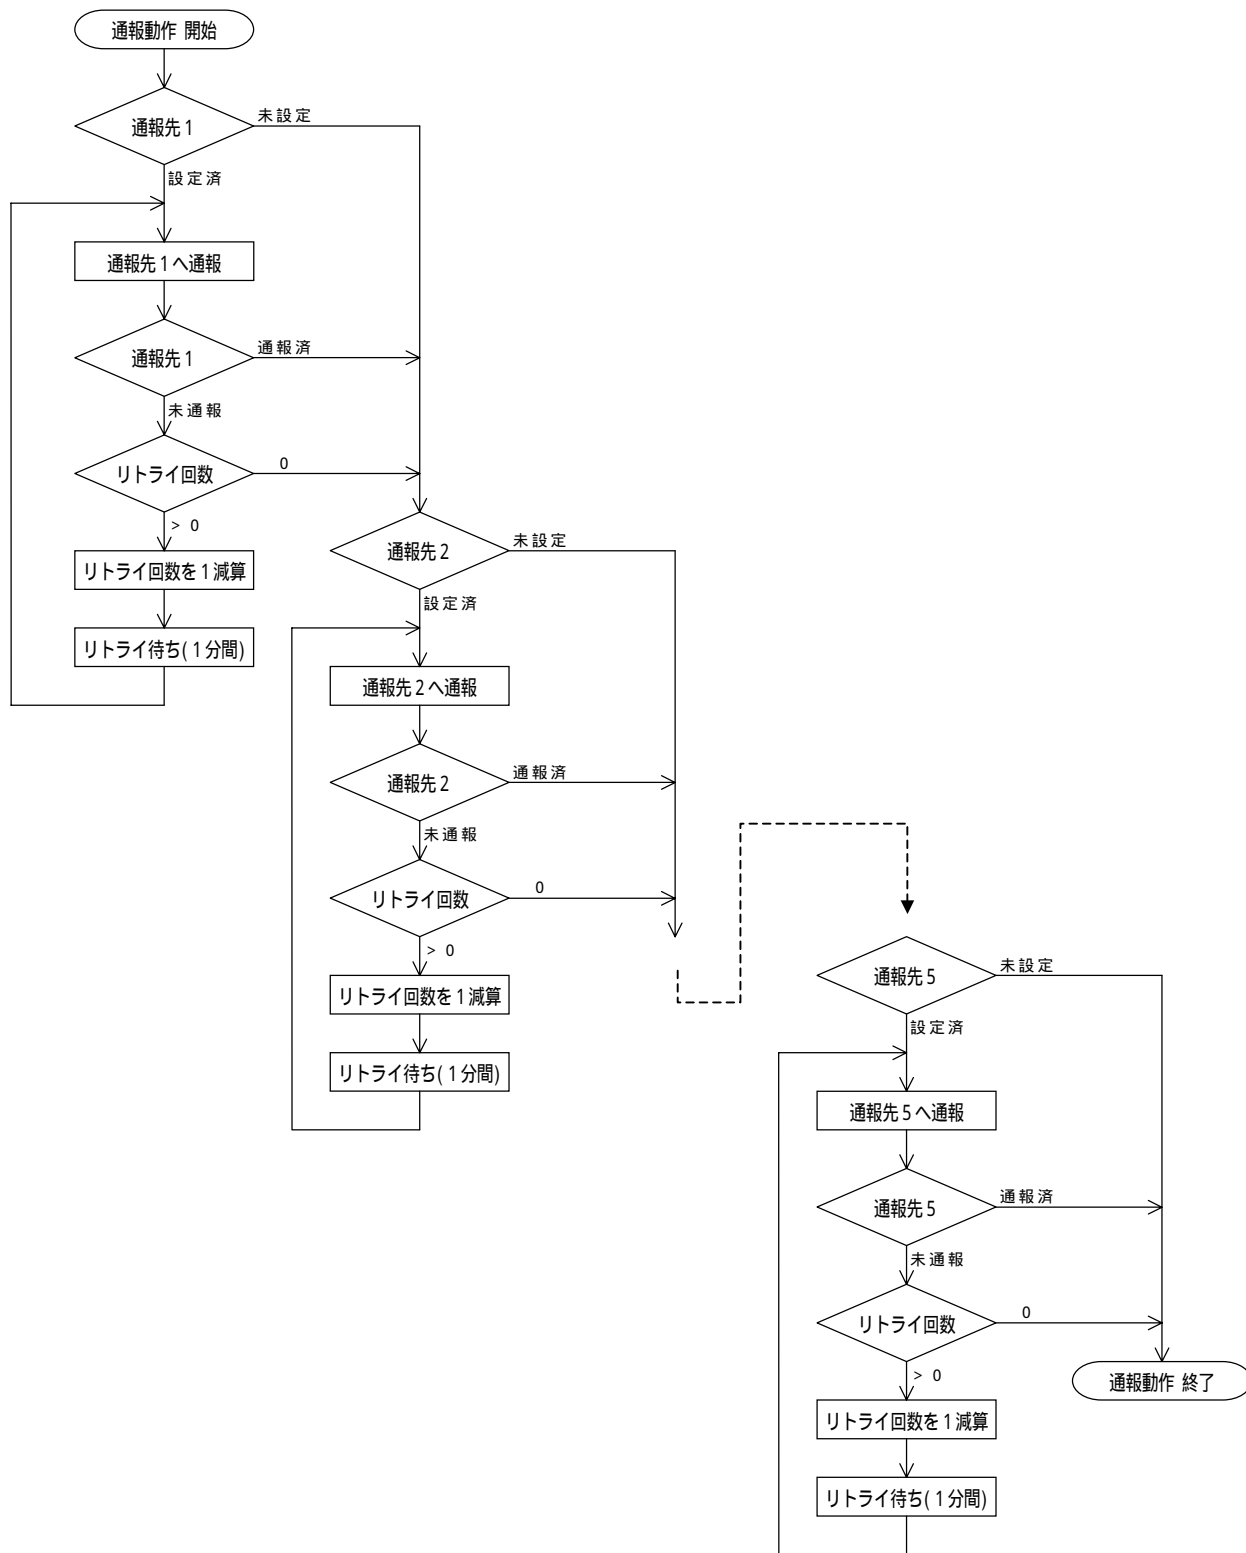 通報動作 開始
通報先1
未設定
設定済
通報先1へ通報
通報先1
通報済
未通報
リトライ回数
0
> 0
リトライ回数を1減算
リトライ待ち(1分間)
通報先2
未設定
設定済
通報先2へ通報
通報先2
通報済
未通報
リトライ回数
0
> 0
リトライ回数を1減算
リトライ待ち(1分間)
通報先5
未設定
設定済
通報先5へ通報
通報先5
通報済
未通報
リトライ回数
0
> 0
通報動作 終了
リトライ回数を1減算
リトライ待ち(1分間)